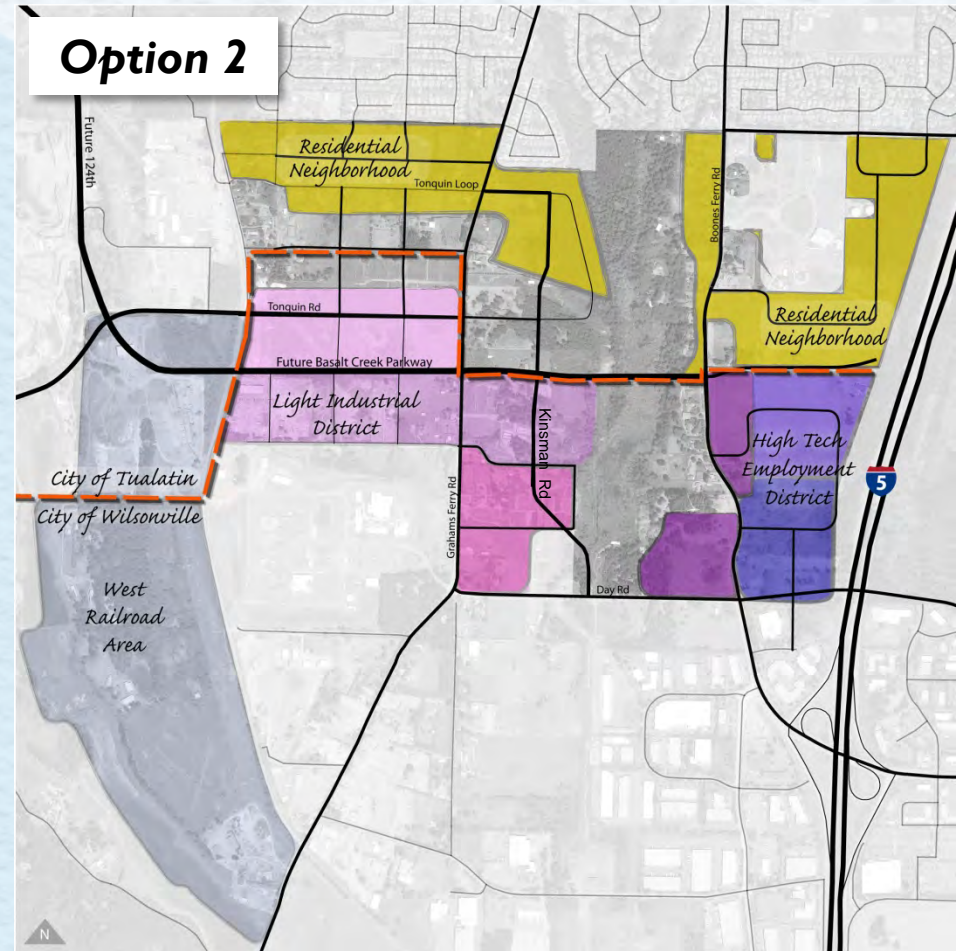 Option 2
Future 124th
Residential
Neighborhood
Tonquin Loop
Boones Ferry Rd
Tonquin Rd
Residential
Neighborhood
Future Basalt Creek Parkway
Light Industrial
District
Kinsman Rd
High Tech
Employment
District
5
City of Tualatin
City of Wilsonville
Grahams Ferry Rd
West
Railroad
Area
Day Rd
N